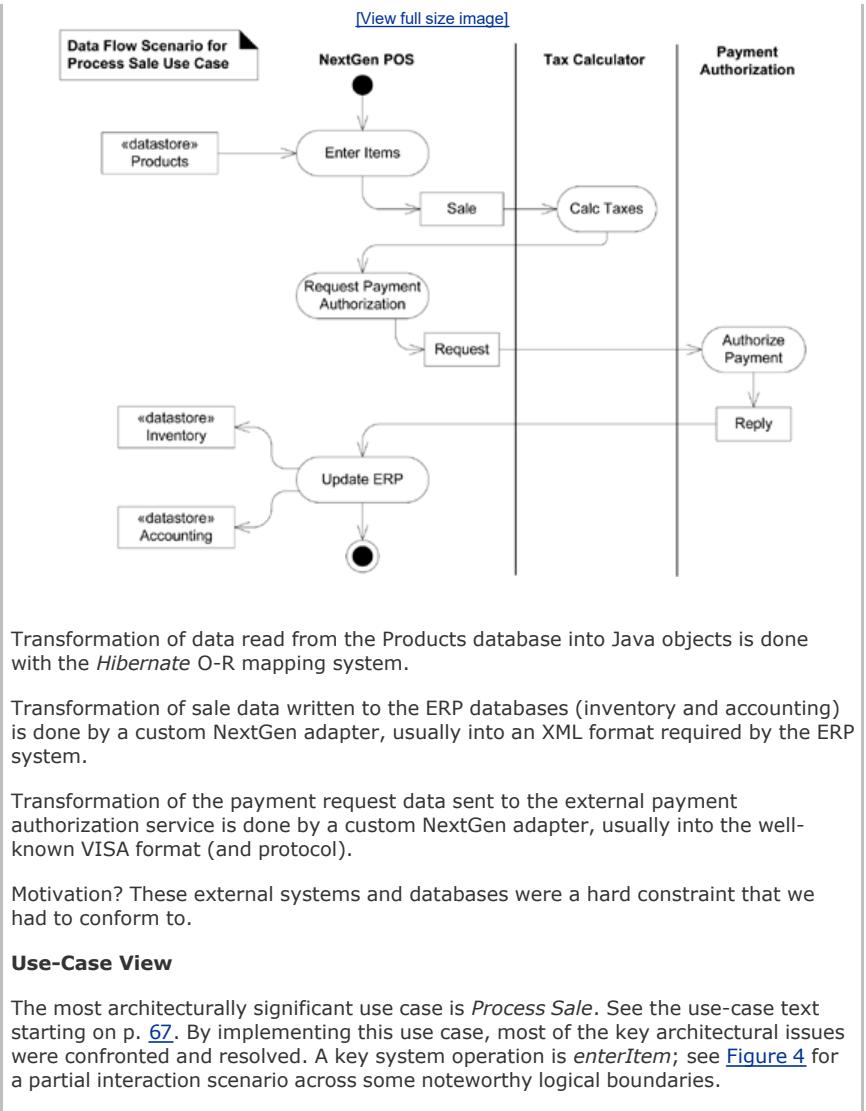 [View full size image]
Data Flow Scenario for
Process Sale Use Case
NextGen POS
Tax Calculator
Payment
Authorization
«datastore»
Products
Enter Items
Sale
Calc Taxes
Request Payment
Authorization
Request
Authorize
Payment
«datastore»
Inventory
Reply
Update ERP
«datastore»
Accounting
Transformation of data read from the Products database into Java objects is done
with the Hibernate O-R mapping system.
Transformation of sale data written to the ERP databases (inventory and accounting)
is done by a custom NextGen adapter, usually into an XML format required by the ERP
system.
Transformation of the payment request data sent to the external payment
authorization service is done by a custom NextGen adapter, usually into the well-
known VISA format (and protocol).
Motivation? These external systems and databases were a hard constraint that we
had to conform to.
Use-Case View
The most architecturally significant use case is Process Sale. See the use-case text
starting on p. 67. By implementing this use case, most of the key architectural issues
were confronted and resolved. A key system operation is enterItem; see Figure 4 for
a partial interaction scenario across some noteworthy logical boundaries.